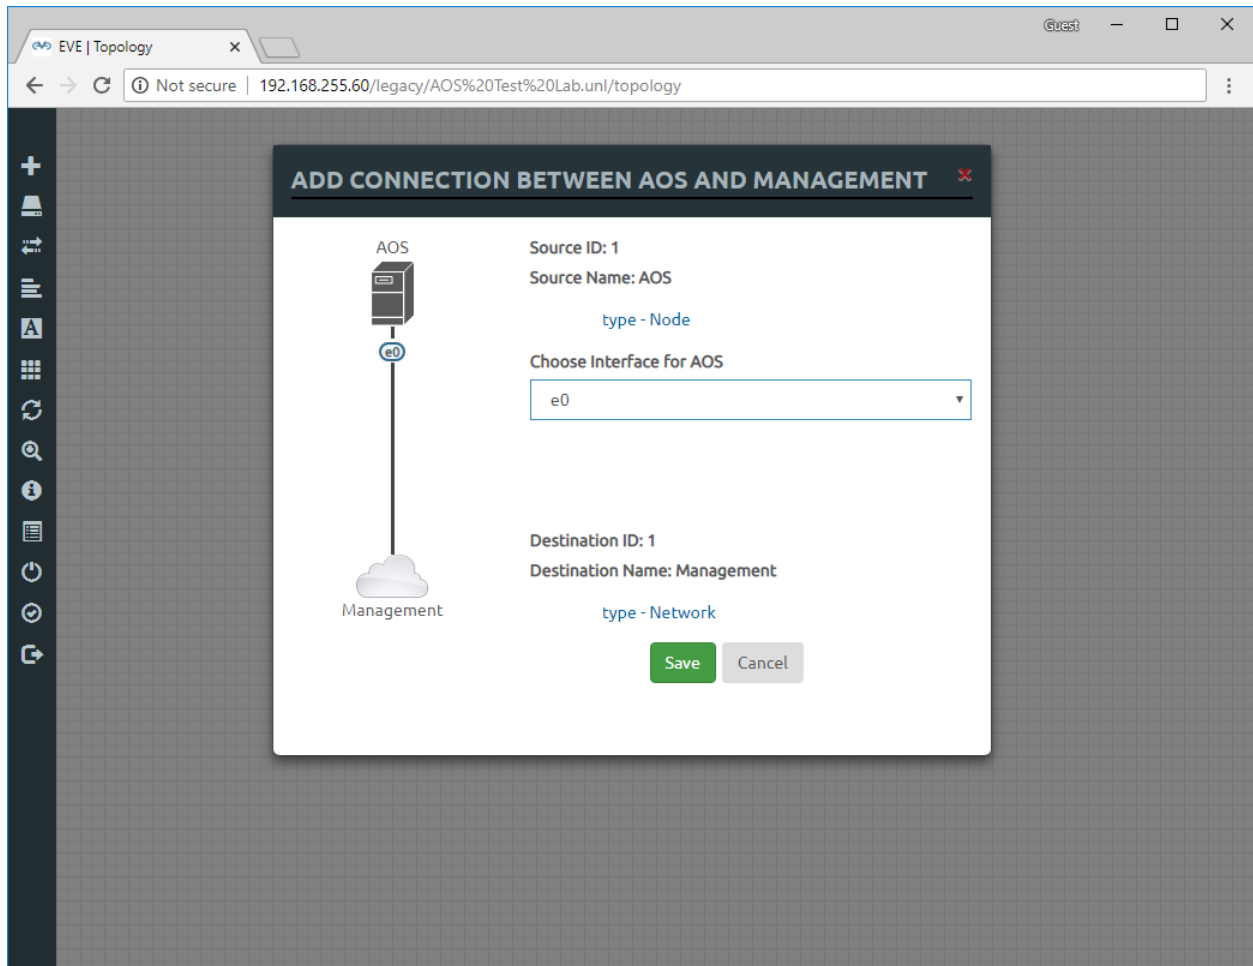 Guest
EVE | Topology
Not secure | 192.168.255.60/legacy/AOS%20Test%20Lab.unl/topology
ADD CONNECTION BETWEEN AOS AND MANAGEMENT
AOS
e0
Management
Source ID: 1
Source Name: AOS
type - Node
Choose Interface for AOS
e0
Destination ID: 1
Destination Name: Management
type - Network
Save Cancel
A